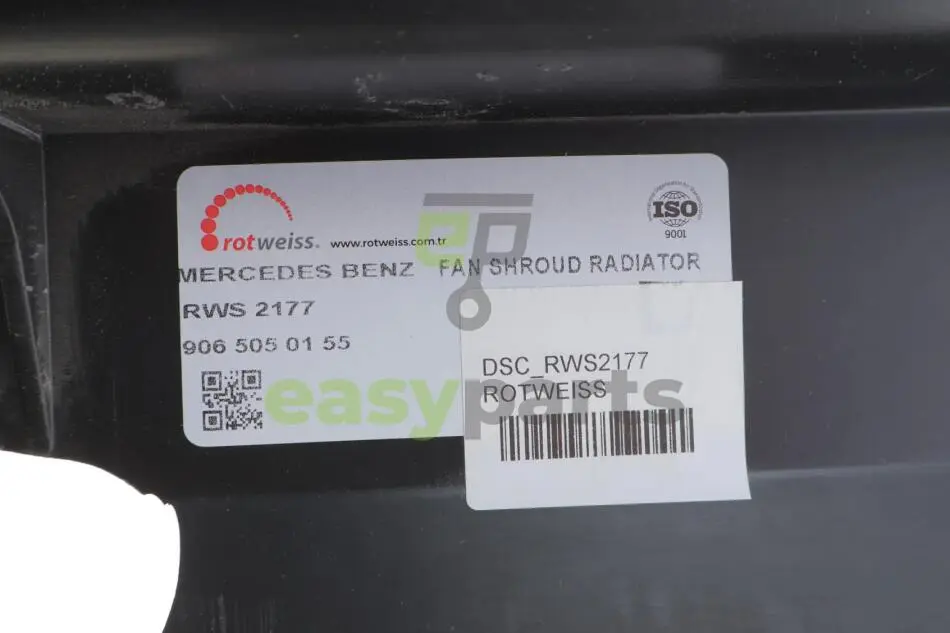 rotweiss® www.rotweiss.com.tr
ISO
9001
MERCEDES BENZ FAN SHROUD RADIATOR
RWS 2177
906 505 01 55
DSC_RWS2177
ROTWEISS
easyparts